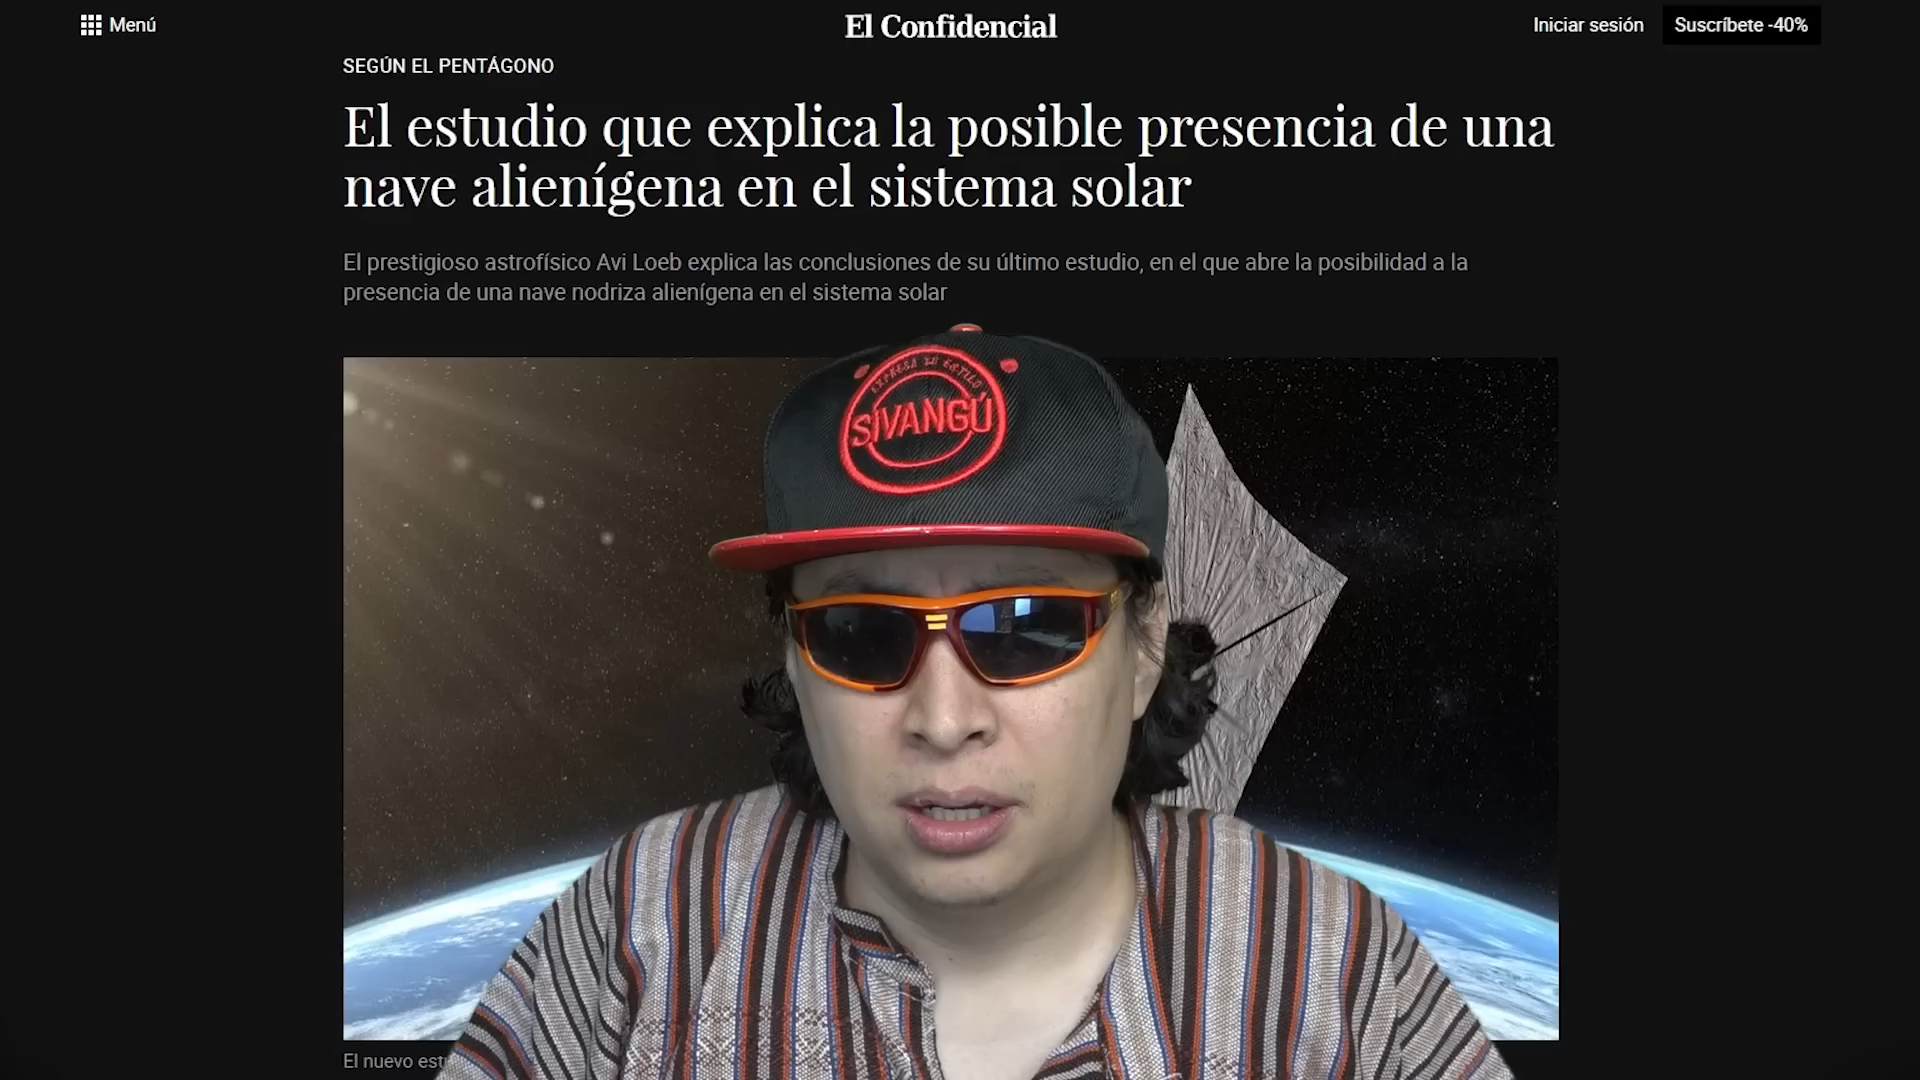 Menú
El Confidencial
Iniciar sesión
Suscríbete -40%
SEGÚN EL PENTÁGONO
El estudio que explica la posible presencia de una
nave alienígena en el sistema solar
El prestigioso astrofísico Avi Loeb explica las conclusiones de su último estudio, en el que abre la posibilidad a la
presencia de una nave nodriza alienígena en el sistema solar
EXPRESA TU ESTILO
SIVANGÚ
El nuevo